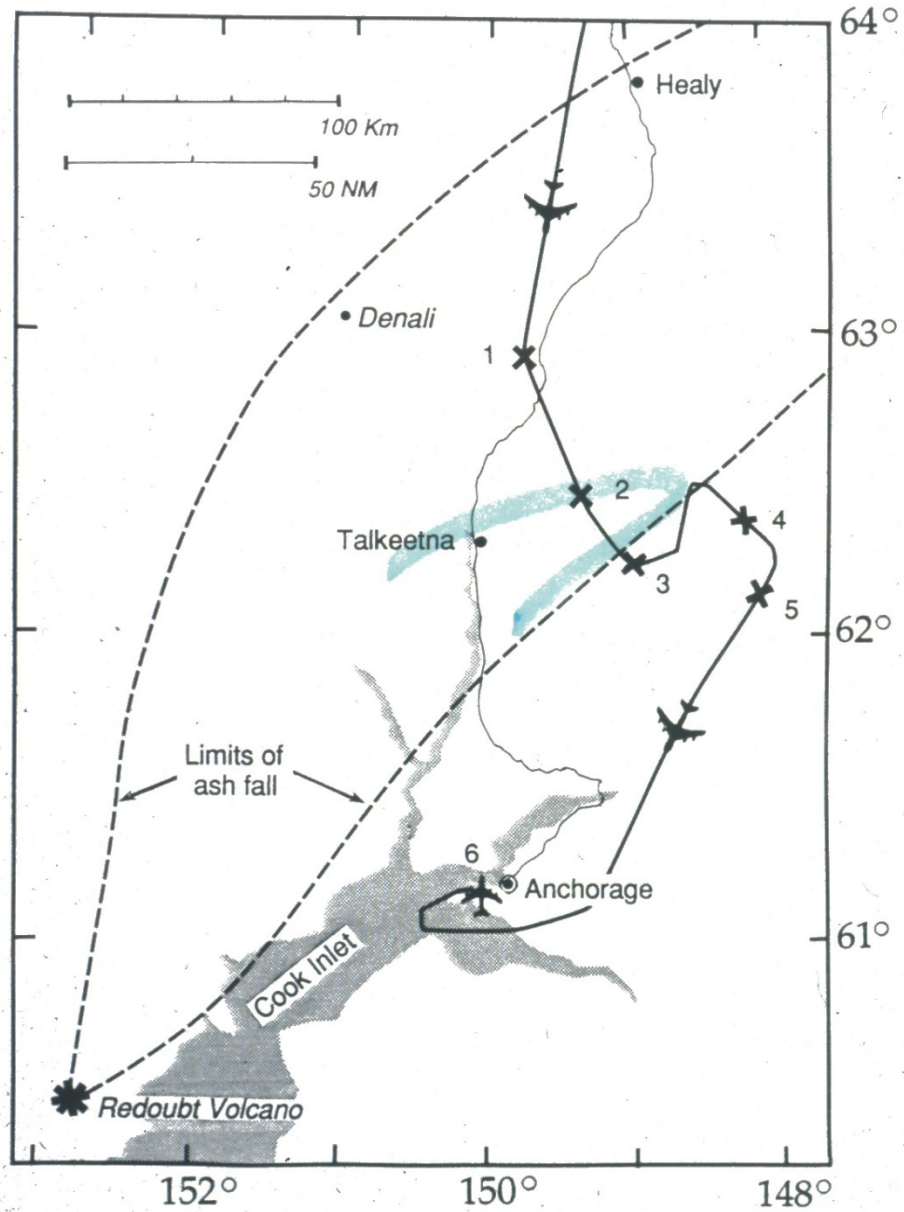 64°
Healy
100 Km
50 NM
Denali
63°
1
2
4
Talkeetna
3
5
62°
Limits of
ash fall
6
Anchorage
61°
Cook Inlet
Redoubt Volcano
152°
150°
148°